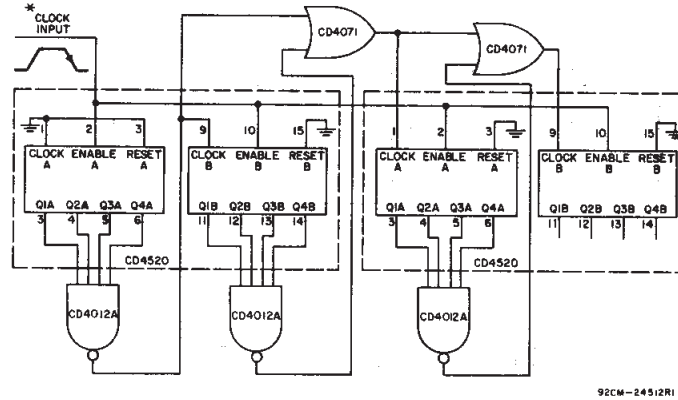 *
CLOCK
INPUT
CD4071
CD4071
1 2 3 9 10 15 1 2 3 9 10 15
CLOCK ENABLE RESET
A A A
CLOCK ENABLE RESET
B B B
CLOCK ENABLE RESET
A A A
CLOCK ENABLE RESET
B B B
Q1A Q2A Q3A Q4A
Q1B Q2B Q3B Q4B
Q1A Q2A Q3A Q4A
Q1B Q2B Q3B Q4B
3 4 5 6
11 12 13 14
3 4 5 6
11 12 13 14
CD4520
CD4520
CD4012A
CD4012A
CD4012A
92CM-24512R1